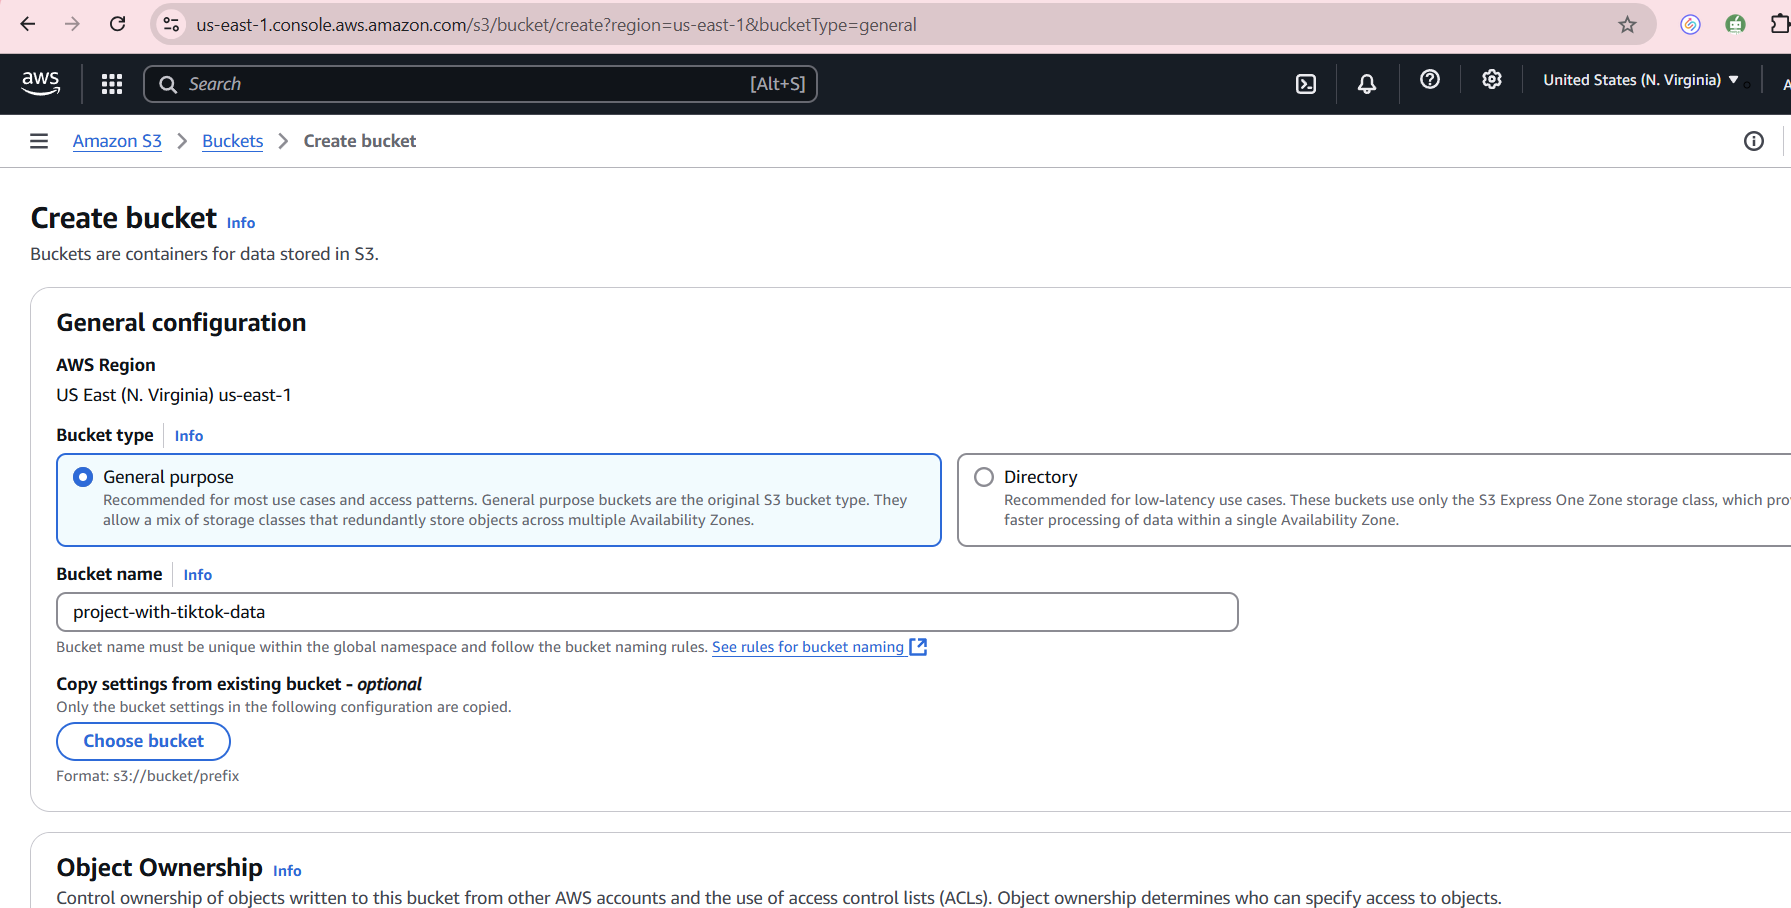 us-east-1.console.aws.amazon.com/s3/bucket/create?region=us-east-1&bucketType=general
aws
Search
[Alt+S]
United States (N. Virginia)
Amazon S3
Buckets
Create bucket
Create bucket Info
Buckets are containers for data stored in S3.
General configuration
AWS Region
US East (N. Virginia) us-east-1
Bucket type Info
General purpose
Recommended for most use cases and access patterns. General purpose buckets are the original S3 bucket type. They
allow a mix of storage classes that redundantly store objects across multiple Availability Zones.
Directory
Recommended for low-latency use cases. These buckets use only the S3 Express One Zone storage class, which pro
faster processing of data within a single Availability Zone.
Bucket name Info
project-with-tiktok-data
Bucket name must be unique within the global namespace and follow the bucket naming rules. See rules for bucket naming
Copy settings from existing bucket - optional
Only the bucket settings in the following configuration are copied.
Choose bucket
Format: s3://bucket/prefix
Object Ownership Info
Control ownership of objects written to this bucket from other AWS accounts and the use of access control lists (ACLs). Object ownership determines who can specify access to objects.